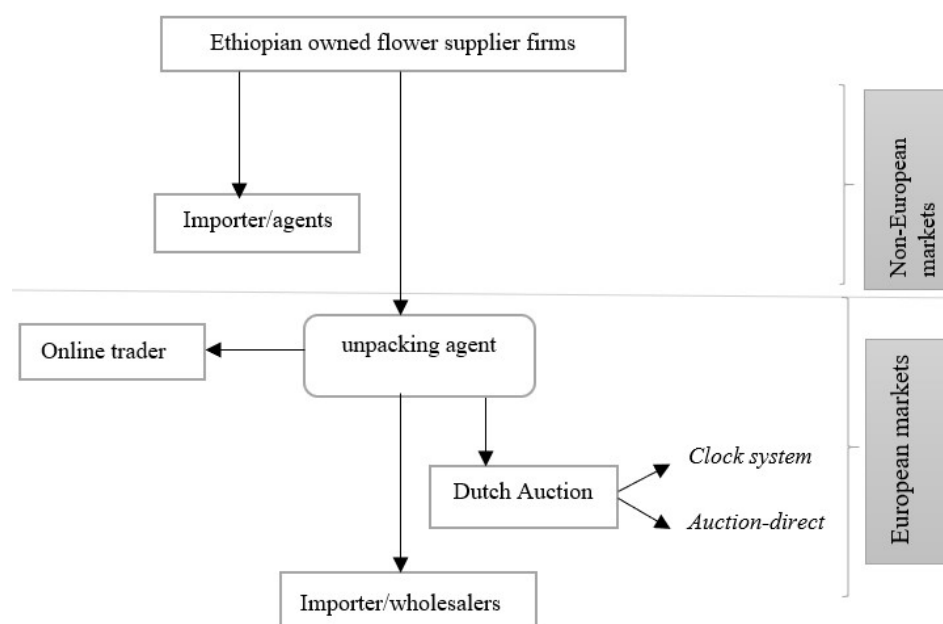 Ethiopian owned flower supplier firms
Importer/agents
Non-European
markets
Online trader
unpacking agent
Dutch Auction
Clock system
Auction-direct
European markets
Importer/wholesalers